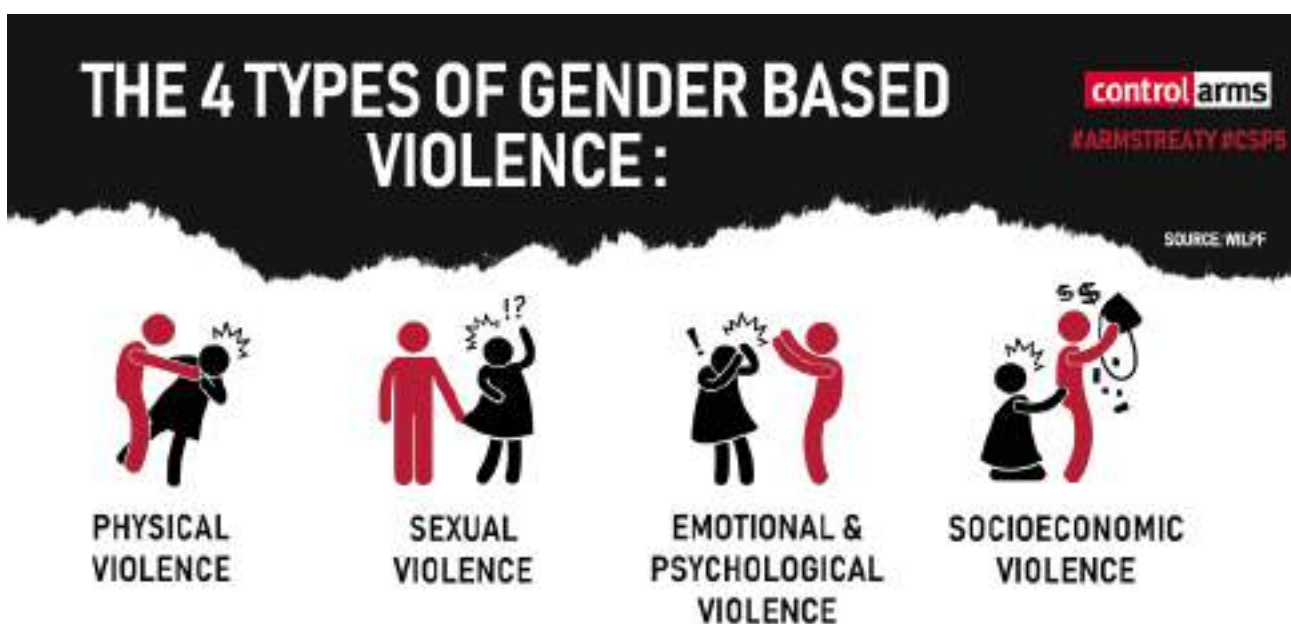 THE 4 TYPES OF GENDER BASED
VIOLENCE:
control arms
#ARMSTREATY #CSP5
SOURCE: WILPF
!?
!
$ $
PHYSICAL
VIOLENCE
SEXUAL
VIOLENCE
EMOTIONAL &
PSYCHOLOGICAL
VIOLENCE
SOCIOECONOMIC
VIOLENCE